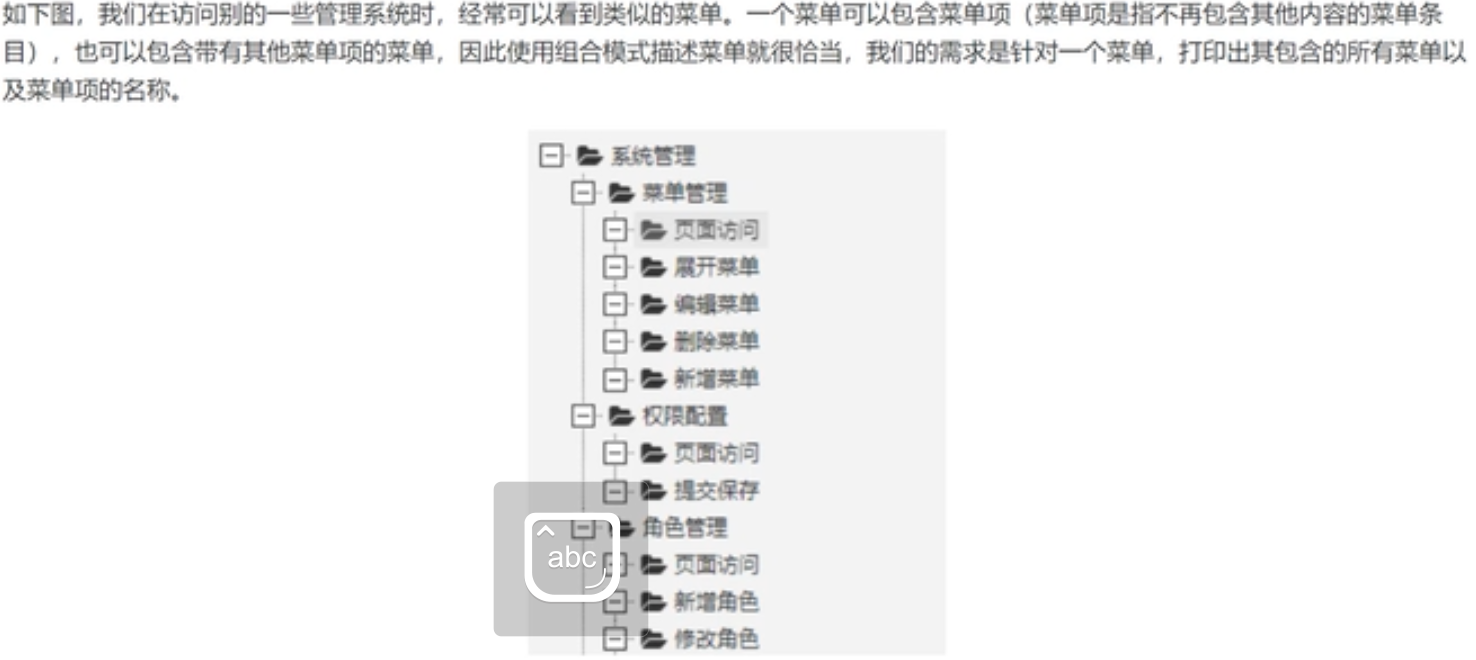 如下图，我们在访问别的一些管理系统时，经常可以看到类似的菜单。一个菜单可以包含菜单项（菜单项是指不再包含其他内容的菜单条
目），也可以包含带有其他菜单项的菜单，因此使用组合模式描述菜单就很恰当，我们的需求是针对一个菜单，打印出其包含的所有菜单以
及菜单项的名称。
系统管理
菜单管理
页面访问
展开菜单
编辑菜单
删除菜单
新增菜单
权限配置
页面访问
提交保存
角色管理
abc
页面访问
新增角色
修改角色